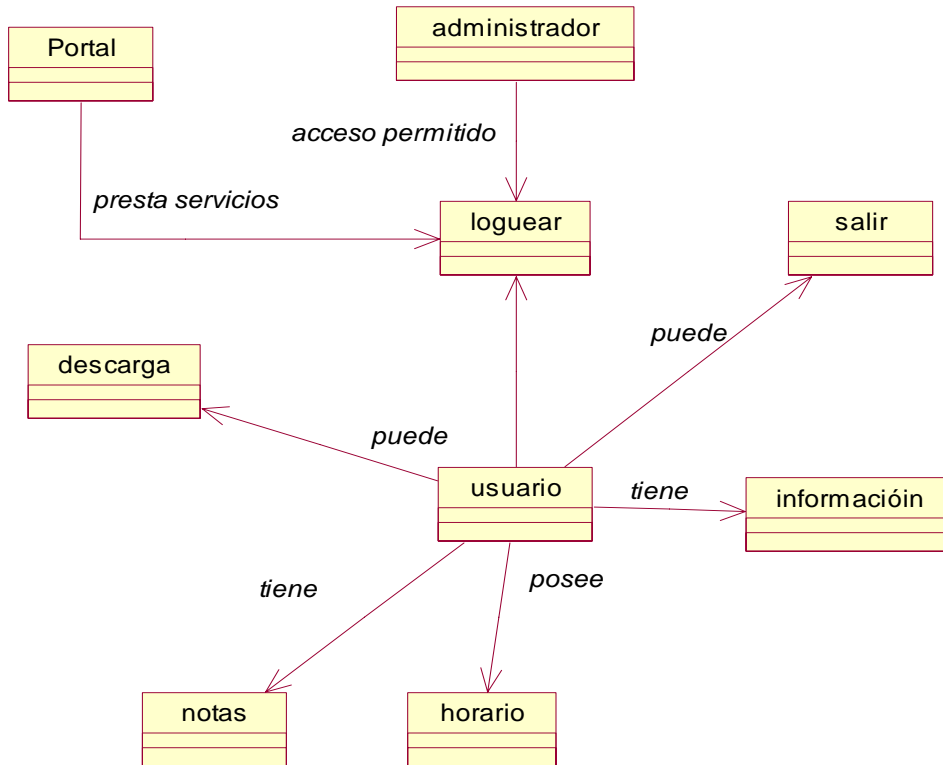 administrador
Portal
acceso permitido
presta servicios
loguear
salir
puede
descarga
puede
usuario
tiene
informacióin
tiene
posee
notas
horario